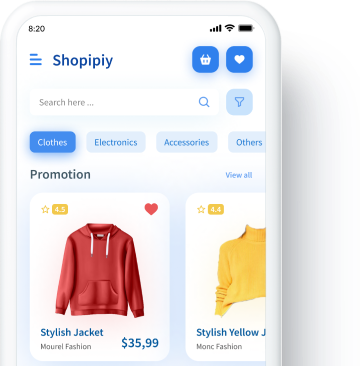 8:20
Shopipiy
Search here ...
Clothes Electronics Accessories Others
Promotion View all
4.5 4.4
Stylish Jacket Stylish Yellow J
Mourel Fashion $35,99 Monc Fashion